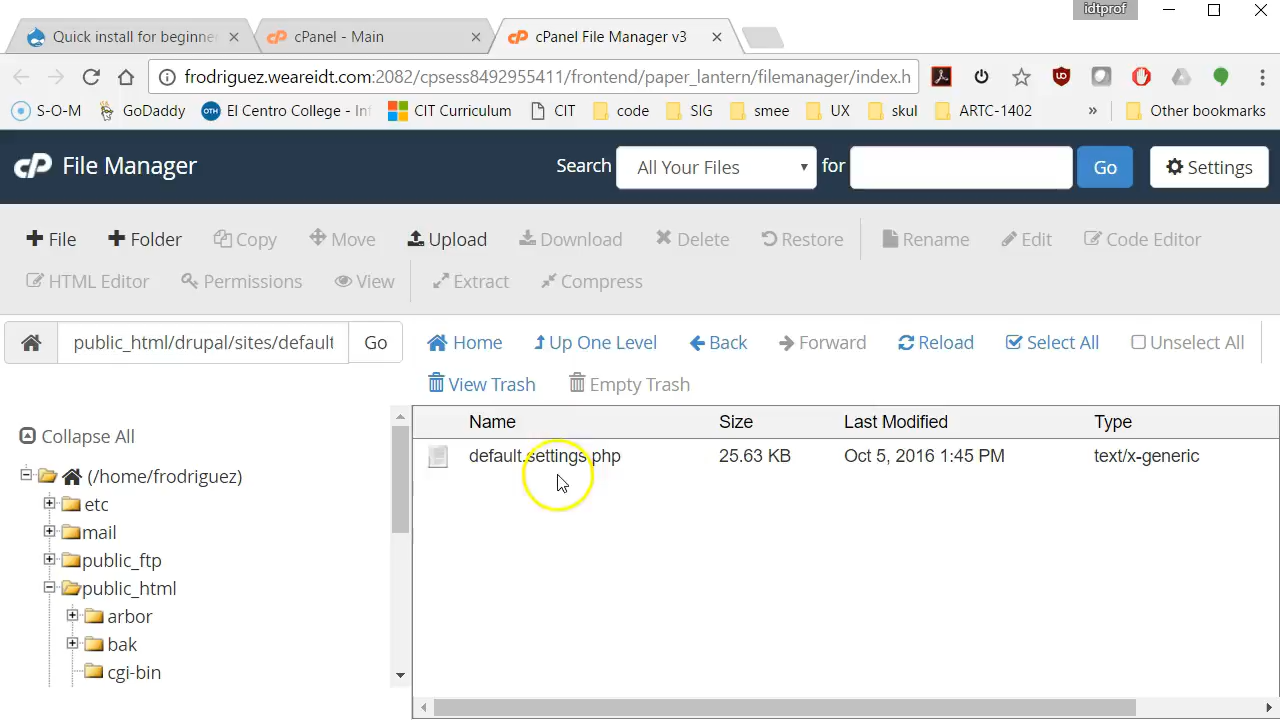 idtprof
Quick install for beginne
cPanel - Main
cPanel File Manager v3
frodriguez.weareidt.com:2082/cpsess8492955411/frontend/paper_lantern/filemanager/index.h
S-O-M GoDaddy El Centro College - Inf CIT Curriculum CIT code SIG smee UX skul ARTC-1402 » Other bookmarks
cP File Manager Search All Your Files for Go Settings
File Folder Copy Move Upload Download Delete Restore Rename Edit Code Editor
HTML Editor Permissions View Extract Compress
public_html/drupal/sites/default Go Home Up One Level Back Forward Reload Select All Unselect All
View Trash Empty Trash
Name Size Last Modified Type
Collapse All
default.settings.php 25.63 KB Oct 5, 2016 1:45 PM text/x-generic
(/home/frodriguez)
etc
mail
public_ftp
public_html
arbor
bak
cgi-bin